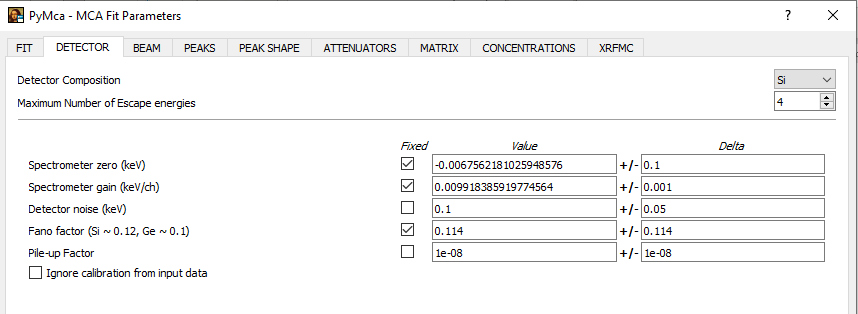 PyMca - MCA Fit Parameters
FIT DETECTOR BEAM PEAKS PEAK SHAPE ATTENUATORS MATRIX CONCENTRATIONS XRFMC
Detector Composition Si
Maximum Number of Escape energies 4
Fixed Value Delta
Spectrometer zero (keV) -0.0067562181025948576 +/- 0.1
Spectrometer gain (keV/ch) 0.009918385919774564 +/- 0.001
Detector noise (keV) 0.1 +/- 0.05
Fano factor (Si ~ 0.12, Ge ~ 0.1) 0.114 +/- 0.114
Pile-up Factor 1e-08 +/- 1e-08
Ignore calibration from input data